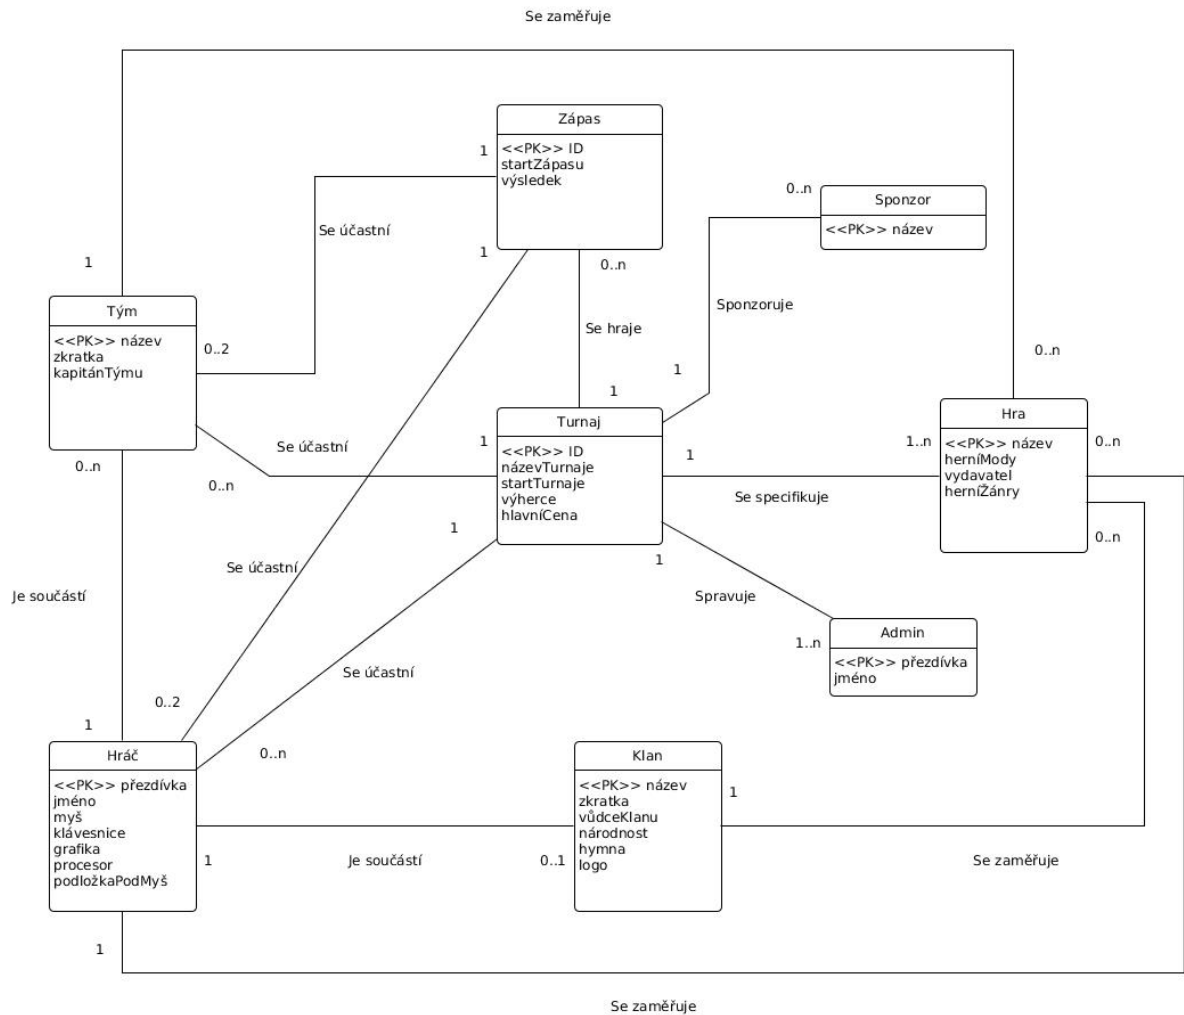 Se zaměřuje
Zápas
<<PK>> ID
startZápasu
výsledek
1
0..n
Sponzor
<<PK>> název
Se účastní
1
1
0..n
Sponzoruje
Tým
<<PK>> název
zkratka
kapitánTýmu
0..2
Se hraje
1
1
0..n
Hra
<<PK>> název
herníMody
vydavatel
herníŽánry
Turnaj
<<PK>> ID
názevTurnaje
startTurnaje
výherce
hlavníCena
Se účastní
1
1
1..n
0..n
0..n
0..n
Se specifikuje
1
0..n
1
Se účastní
Je součástí
Spravuje
Admin
<<PK>> přezdívka
jméno
1..n
Se účastní
0..2
1
0..n
Hráč
<<PK>> přezdívka
jméno
myš
klávesnice
grafika
procesor
podložkaPodMyš
Klan
<<PK>> název
zkratka
vůdceKlanu
národnost
hymna
logo
1
1
Je součástí
0..1
Se zaměřuje
1
Se zaměřuje